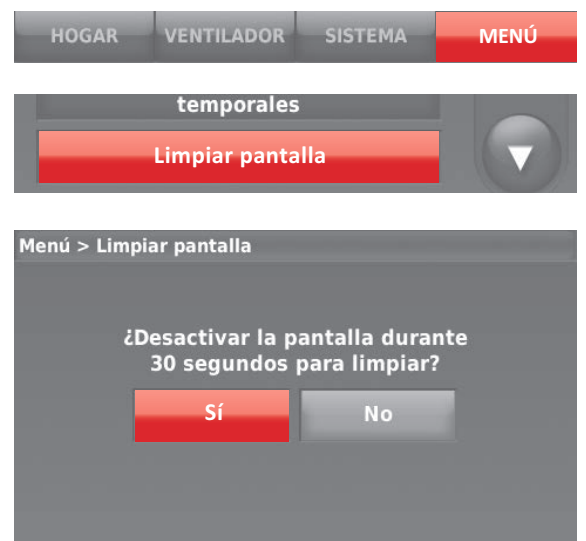 HOGAR VENTILADOR SISTEMA MENÚ
temporales
Limpiar pantalla
Menú > Limpiar pantalla
¿Desactivar la pantalla durante
30 segundos para limpiar?
Sí No